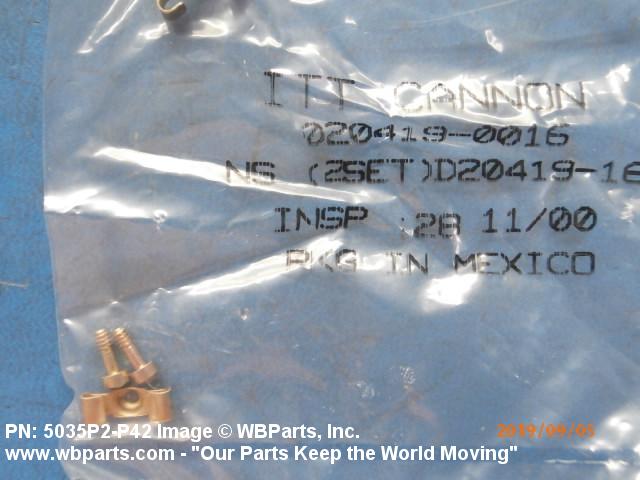 ITT CANNON
020419-0016
NS (2SET)D20419-16
INSP :28 11/00
PKG IN MEXICO
PN: 5035P2-P42 Image © WBParts, Inc.
2019/09/05
www.wbparts.com - "Our Parts Keep the World Moving"